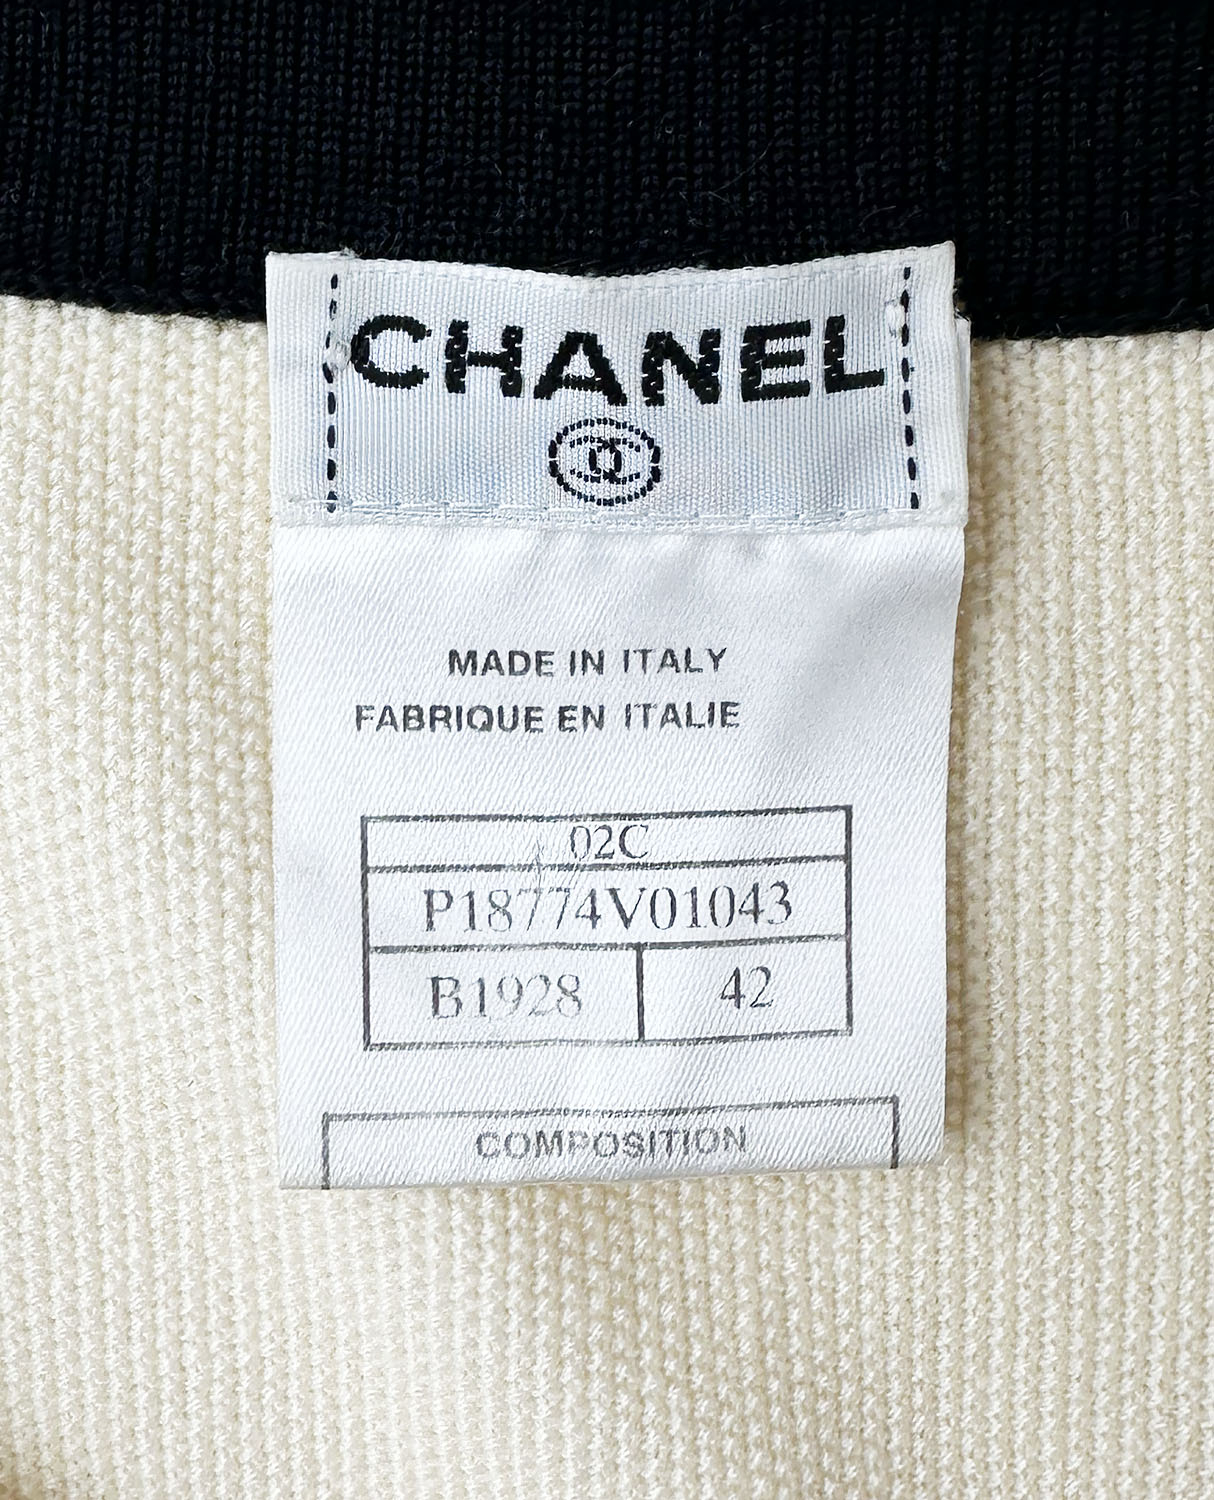 CHANEL
MADE IN ITALY
FABRIQUE EN ITALIE
02C
P18774V01043
B1928 42
COMPOSITION